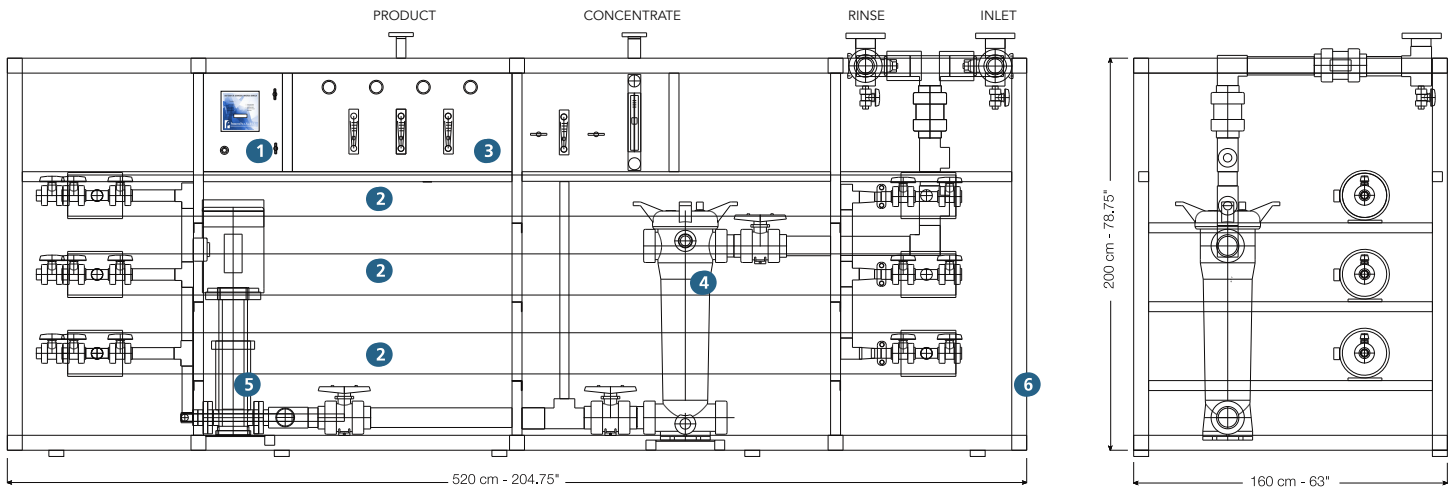 PRODUCT
CONCENTRATE
RINSE
INLET
1
3
2
2
4
2
5
6
200 cm - 78.75"
520 cm - 204.75"
160 cm - 63"